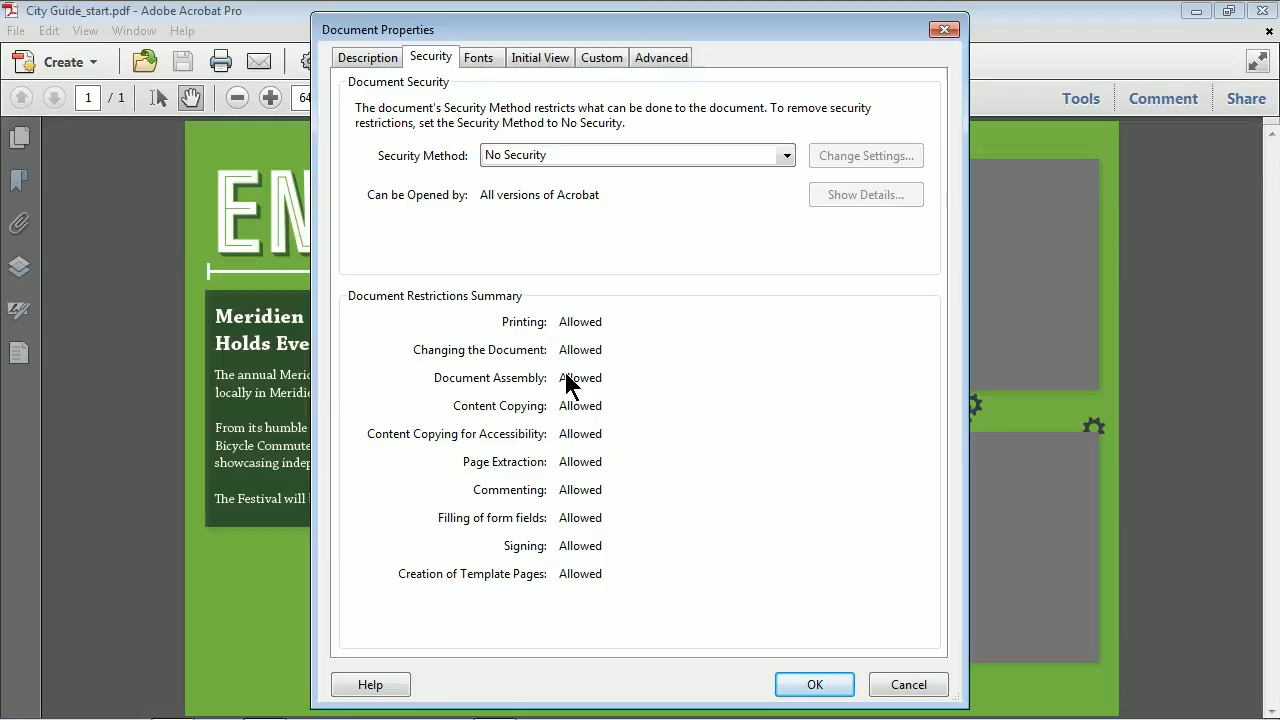 City Guide_start.pdf - Adobe Acrobat Pro
File Edit View Window Help
Create
1 / 1
64
Tools Comment Share
EN
Meridien
Holds Eve
The annual Meric
locally in Meridie
From its humble
Bicycle Commute
showcasing indep
The Festival will
Document Properties
Description Security Fonts Initial View Custom Advanced
Document Security
The document's Security Method restricts what can be done to the document. To remove security
restrictions, set the Security Method to No Security.
Security Method: No Security Change Settings...
Can be Opened by: All versions of Acrobat Show Details...
Document Restrictions Summary
Printing: Allowed
Changing the Document: Allowed
Document Assembly: Allowed
Content Copying: Allowed
Content Copying for Accessibility: Allowed
Page Extraction: Allowed
Commenting: Allowed
Filling of form fields: Allowed
Signing: Allowed
Creation of Template Pages: Allowed
Help OK Cancel